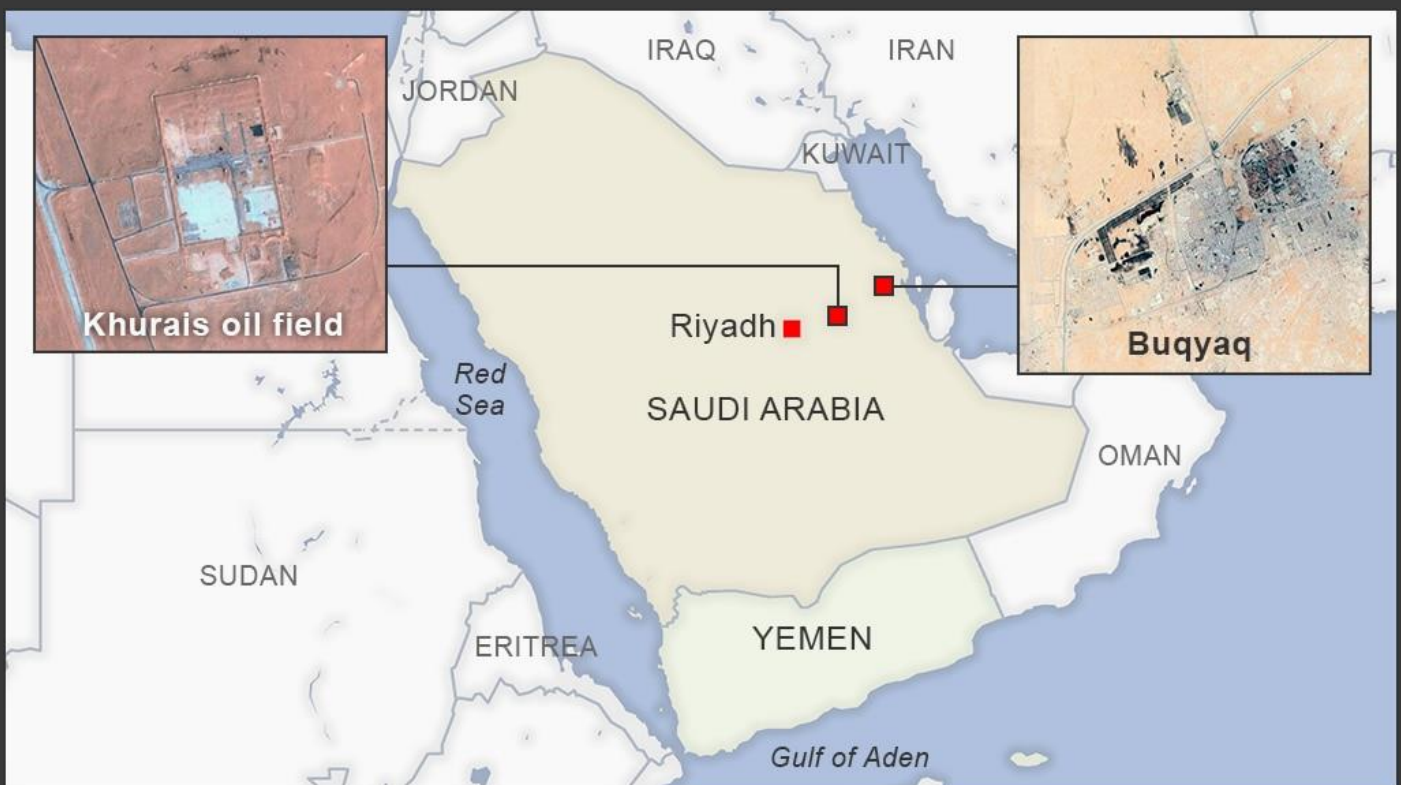 IRAQ
IRAN
JORDAN
KUWAIT
Khurais oil field
Riyadh
Buqyaq
Red
Sea
SAUDI ARABIA
OMAN
SUDAN
ERITREA
YEMEN
Gulf of Aden